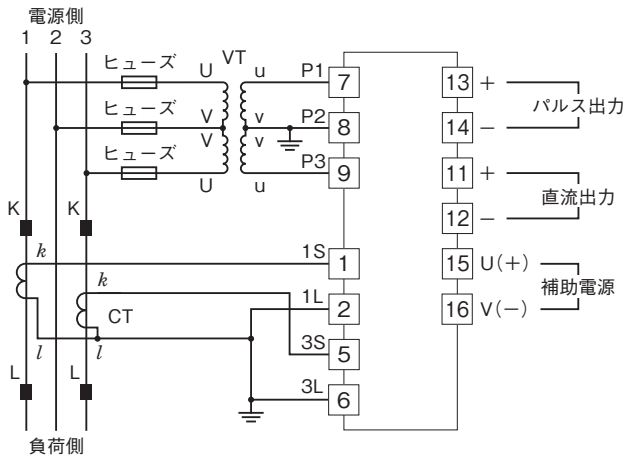 電源側
1 2 3
ヒューズ
ヒューズ
ヒューズ
VT
U u
V v
V v
U u
P1 7
P2 8
P3 9
13 +
14 −
パルス出力
11 +
12 −
直流出力
15 U(+)
16 V(−)
補助電源
K K
k
k
1S 1
1L 2
3S 5
3L 6
CT
l l
L L
負荷側